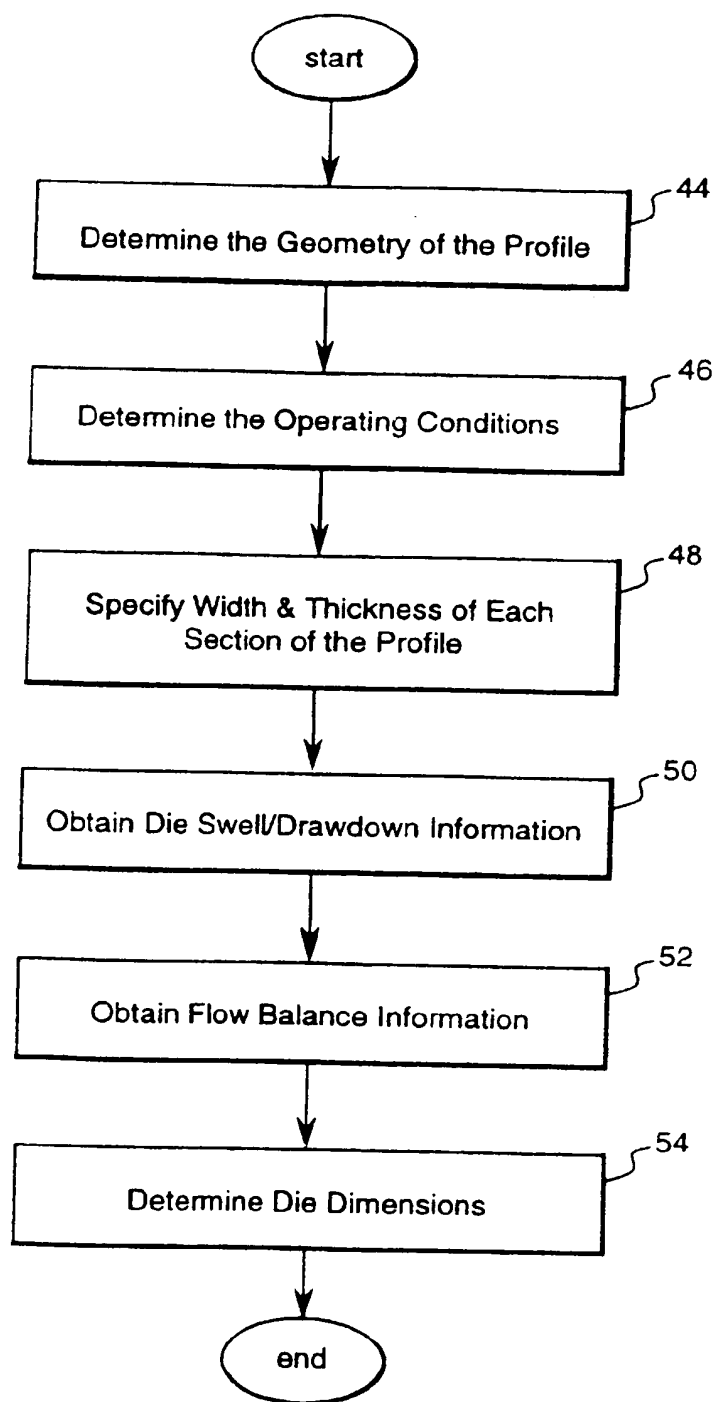 start
44
Determine the Geometry of the Profile
46
Determine the Operating Conditions
48
Specify Width & Thickness of Each
Section of the Profile
50
Obtain Die Swell/Drawdown Information
52
Obtain Flow Balance Information
54
Determine Die Dimensions
end